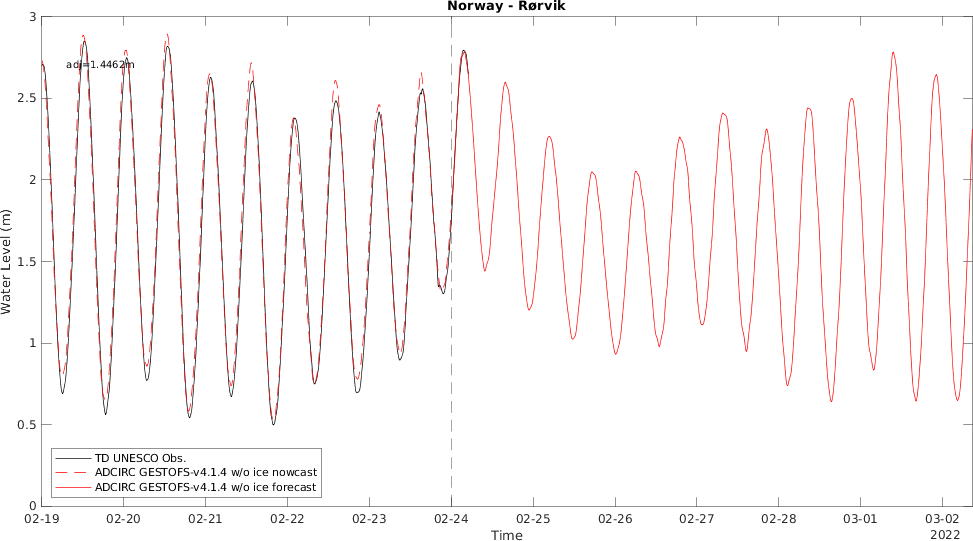 Norway - Rørvik
3
adj=1.4462m
2.5
2
Water Level (m)
1.5
1
0.5
0
TD UNESCO Obs.
ADCIRC GESTOFS-v4.1.4 w/o ice nowcast
ADCIRC GESTOFS-v4.1.4 w/o ice forecast
02-19 02-20 02-21 02-22 02-23 02-24 02-25 02-26 02-27 02-28 03-01 03-02
Time
2022